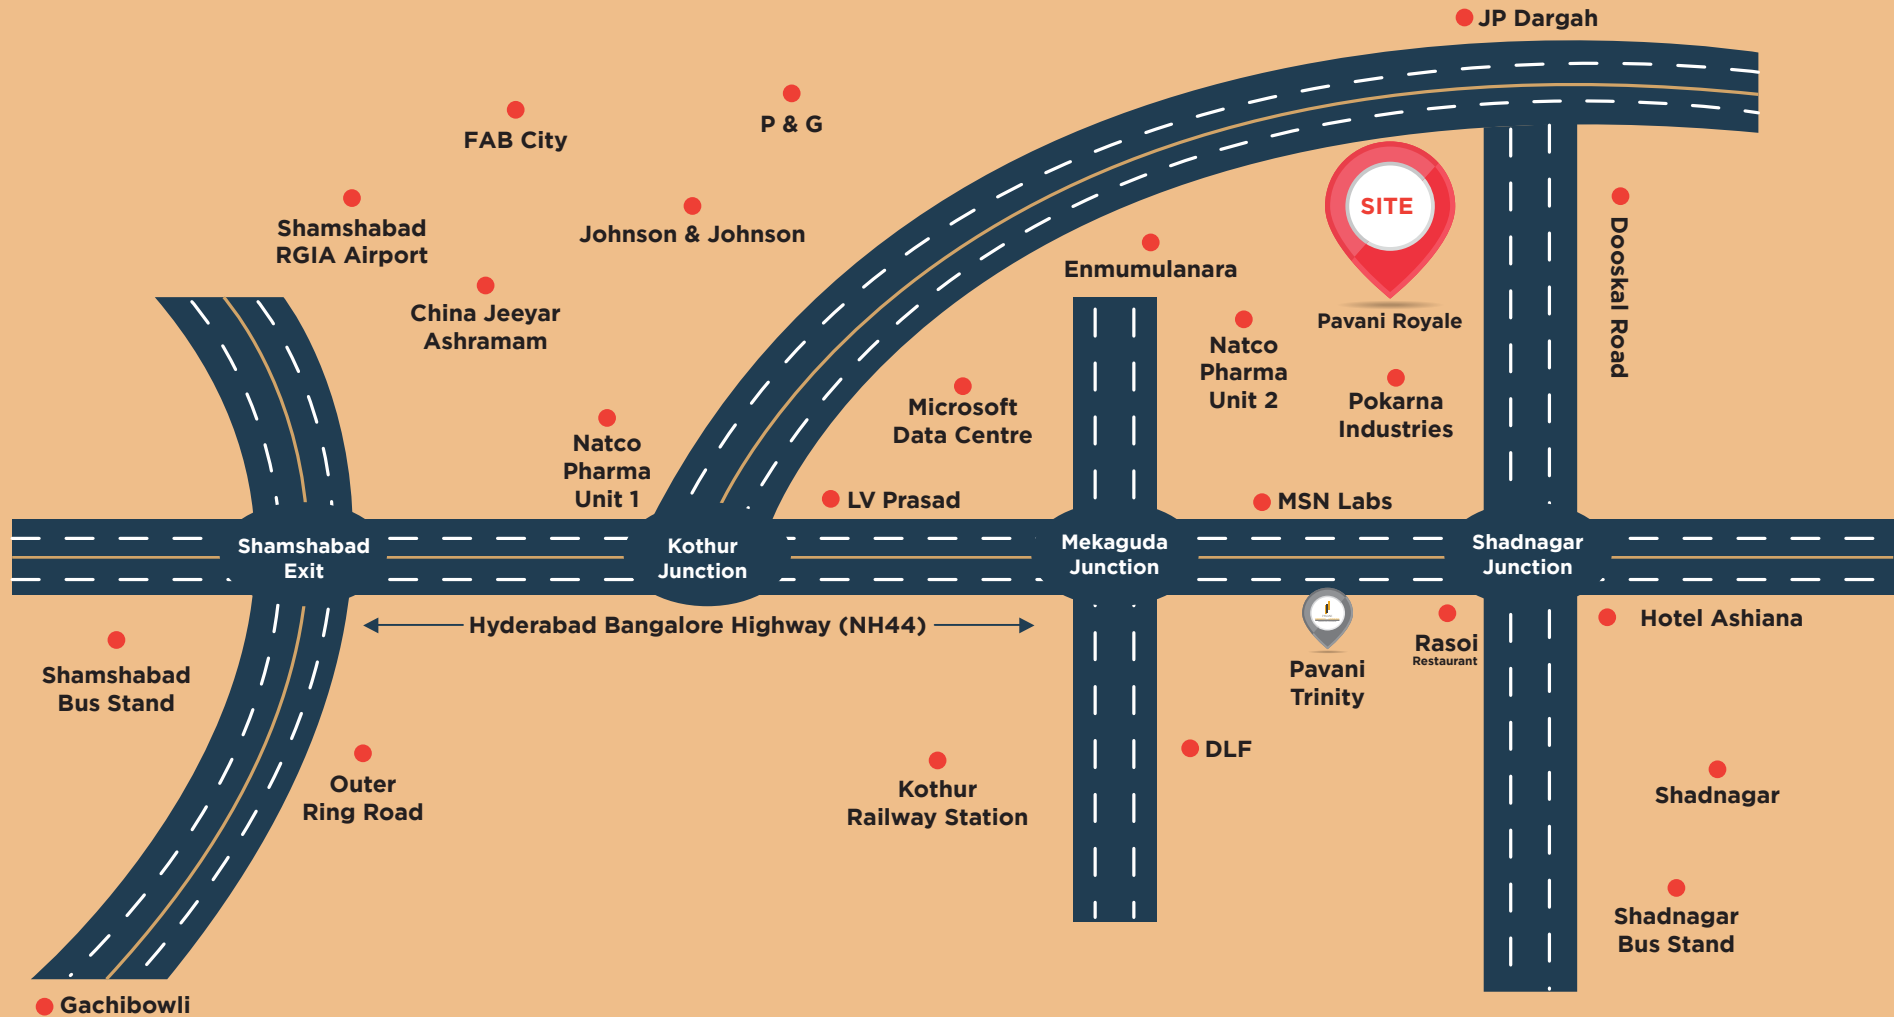 JP Dargah
FAB City
P & G
Shamshabad
RGIA Airport
Johnson & Johnson
China Jeeyar
Ashramam
Enmumulanara
SITE
Pavani Royale
Dooskal Road
Natco
Pharma
Unit 2
Pokarna
Industries
Microsoft
Data Centre
Natco
Pharma
Unit 1
LV Prasad
MSN Labs
Shamshabad
Exit
Kothur
Junction
Mekaguda
Junction
Shadnagar
Junction
Hyderabad Bangalore Highway (NH44)
Hotel Ashiana
Rasoi
Restaurant
Pavani
Trinity
Shamshabad
Bus Stand
Outer
Ring Road
Kothur
Railway Station
DLF
Shadnagar
Shadnagar
Bus Stand
Gachibowli